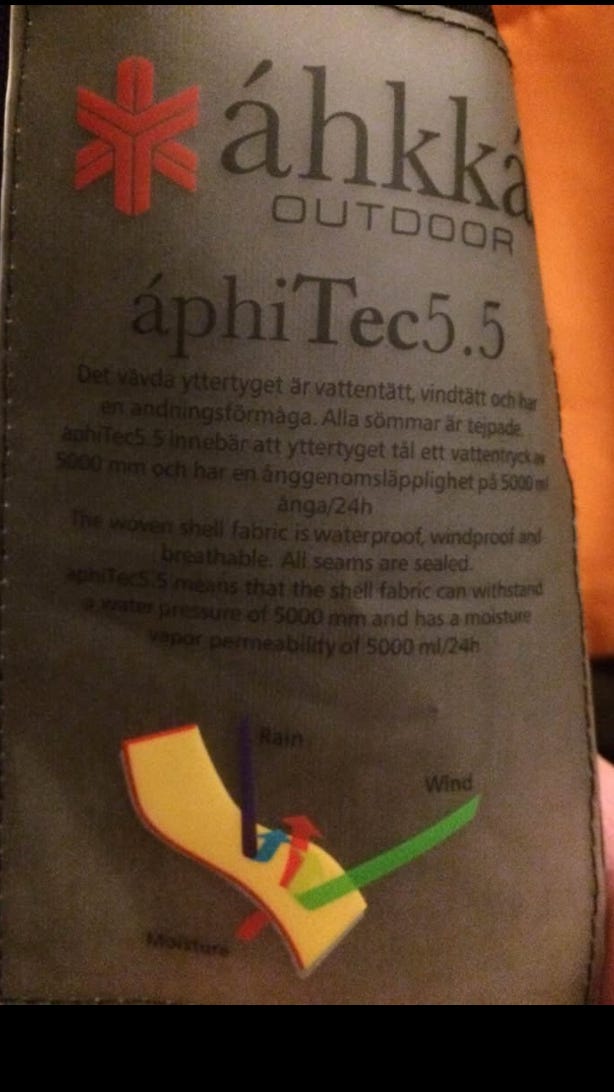 áhkká
OUTDOOR
áphiTec5.5
Det vävda yttertyget är vattentätt, vindtätt och har
en andningsförmåga. Alla sömmar är tejpade.
áphiTec5.5 innebär att yttertyget tål ett vattentryck av
5000 mm och har en ånggenomsläpplighet på 5000 ml
ånga/24h
The woven shell fabric is waterproof, windproof and
breathable. All seams are sealed.
aphiTec5.5 means that the shell fabric can withstand
a water pressure of 5000 mm and has a moisture
vapor permeability of 5000 ml/24h
Rain
Wind
Moisture